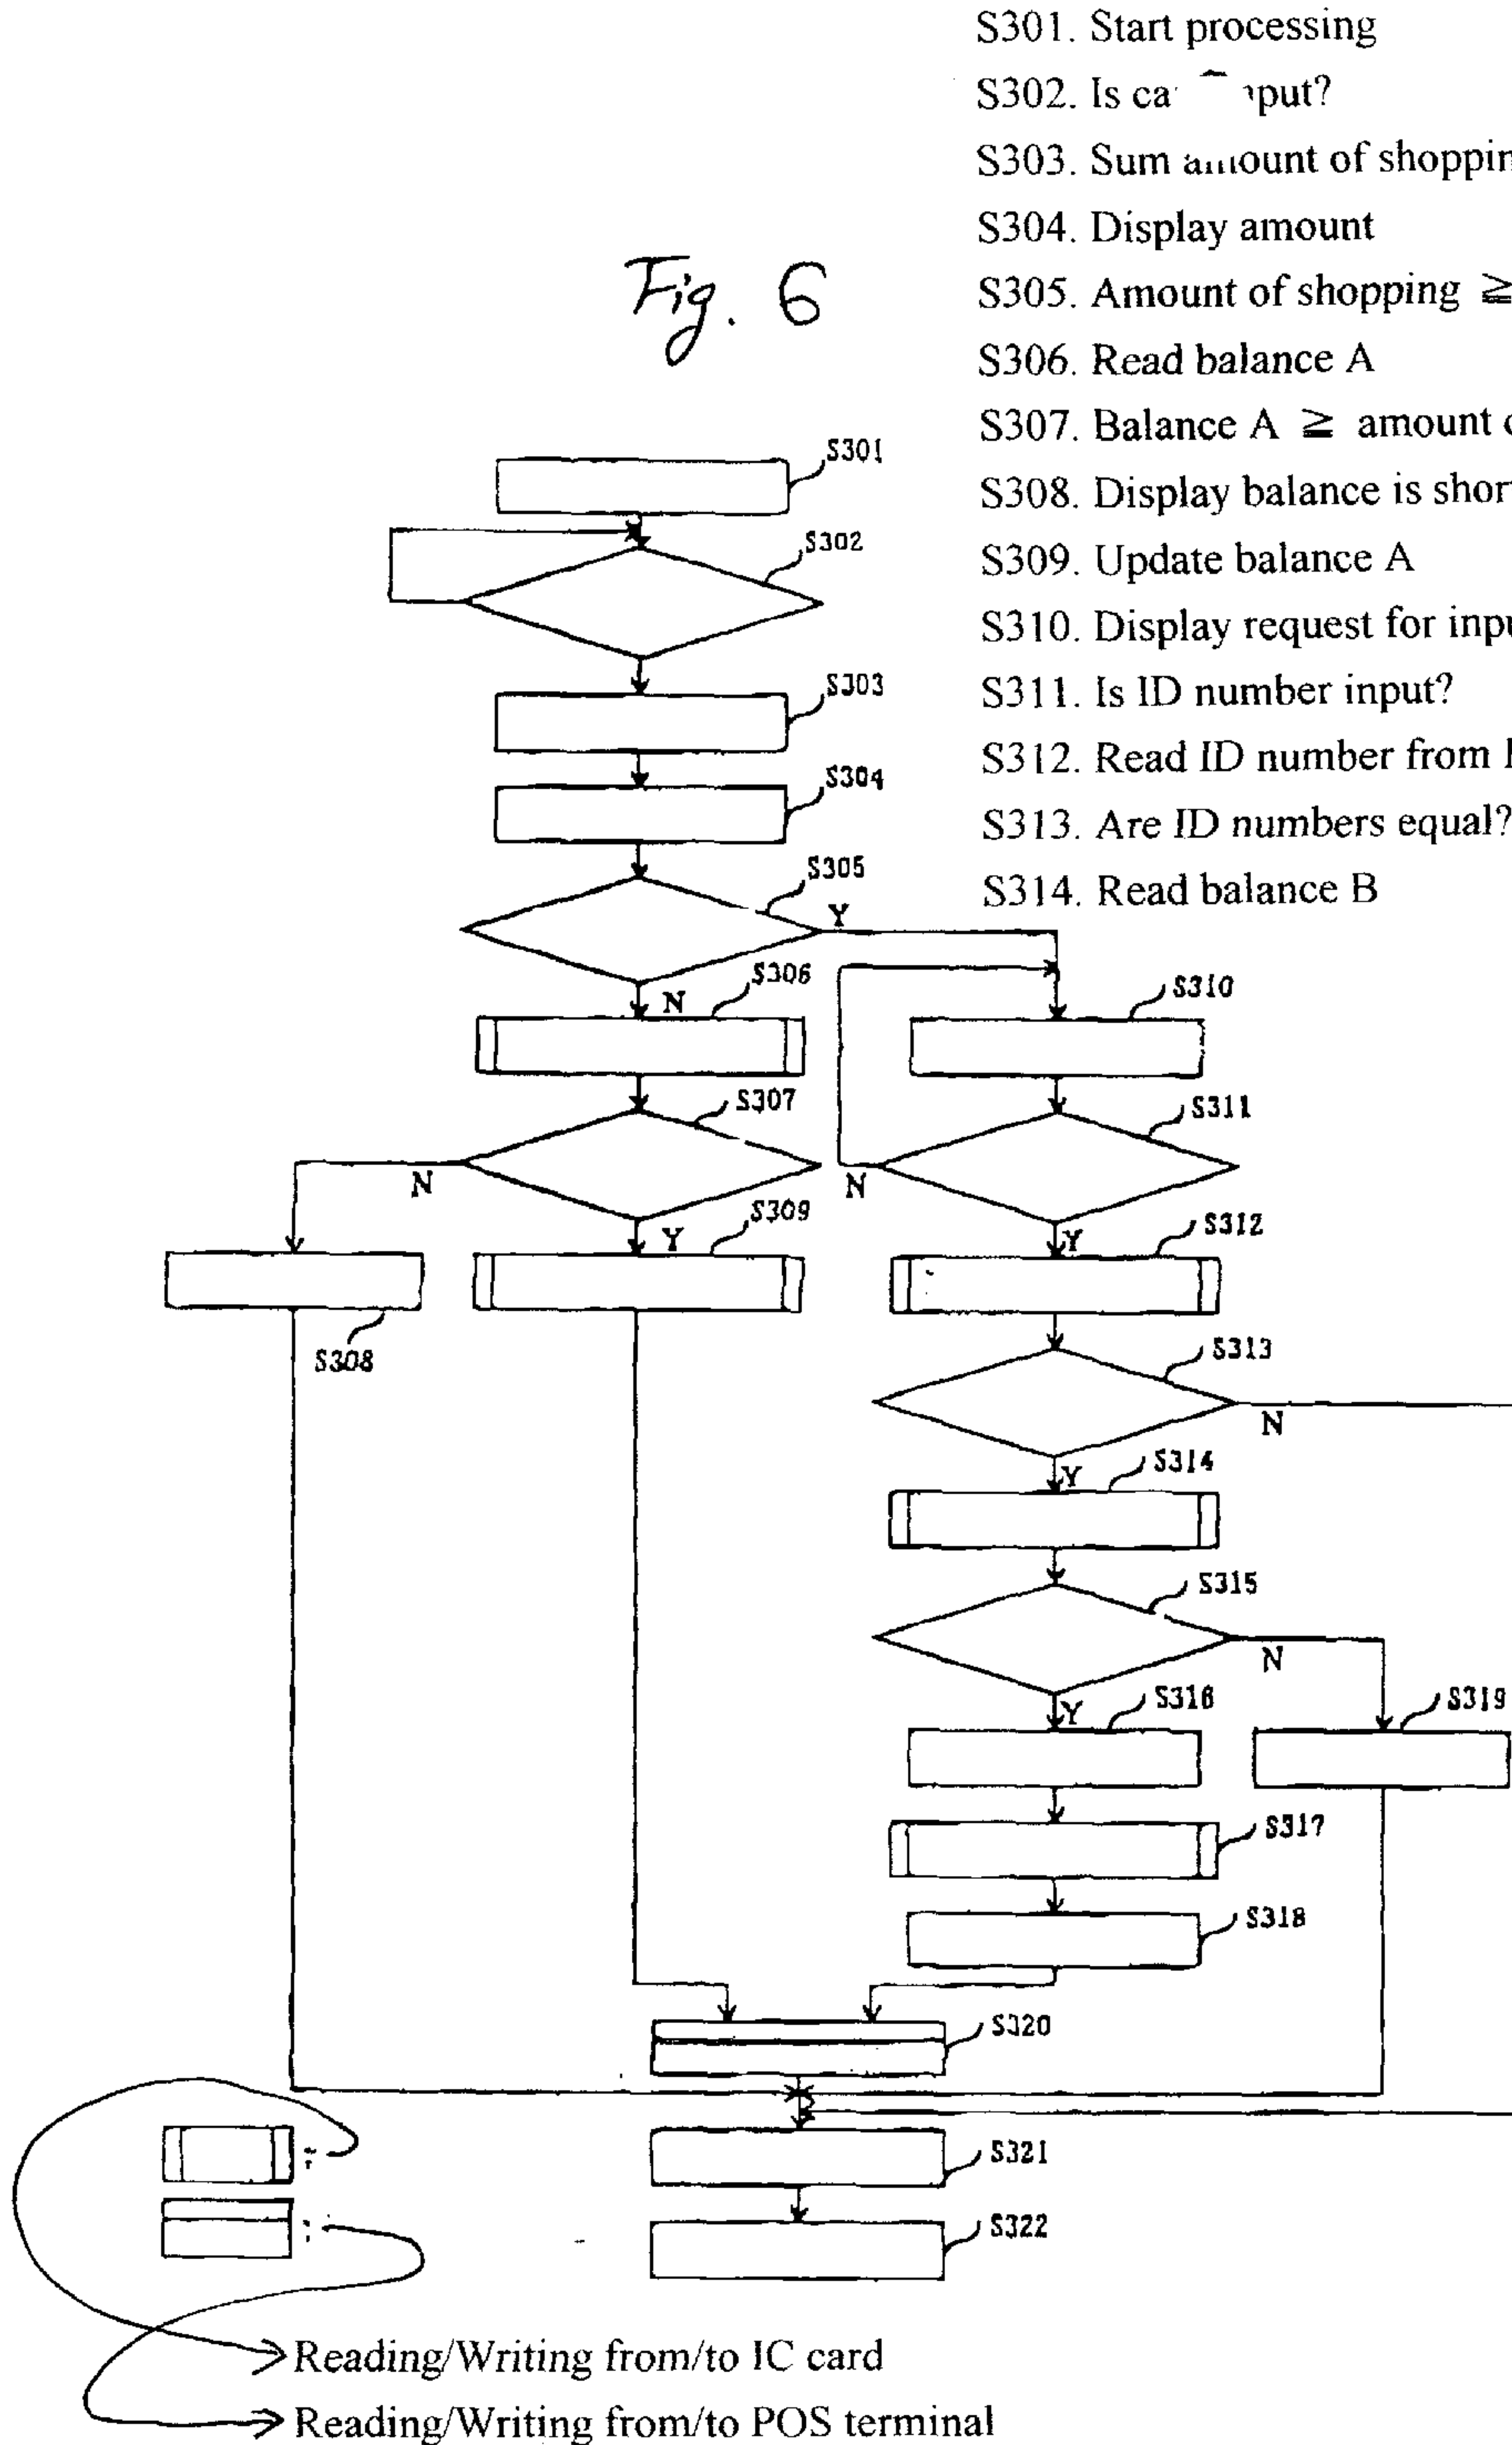 S301. Start processing
S302. Is input?
S303. Sum amount of
S304. Display amount
S305. Amount of shopping ≧
S306. Read balance A
S307. Balance A ≧ amount
S308. Display balance is
S309. Update balance A
S310. Display request for
S311. Is ID number input?
S312. Read ID number from
S313. Are ID numbers equal?
S314. Read balance B
Fig. 6
S301
S302
S303
S304
S305
Y
S306
N
S310
S307
S311
N
N
S309
Y
S312
Y
S308
S313
N
S314
Y
S315
N
S316
Y
S319
S317
S318
S320
S321
S322
Reading/Writing from/to IC card
Reading/Writing from/to POS terminal